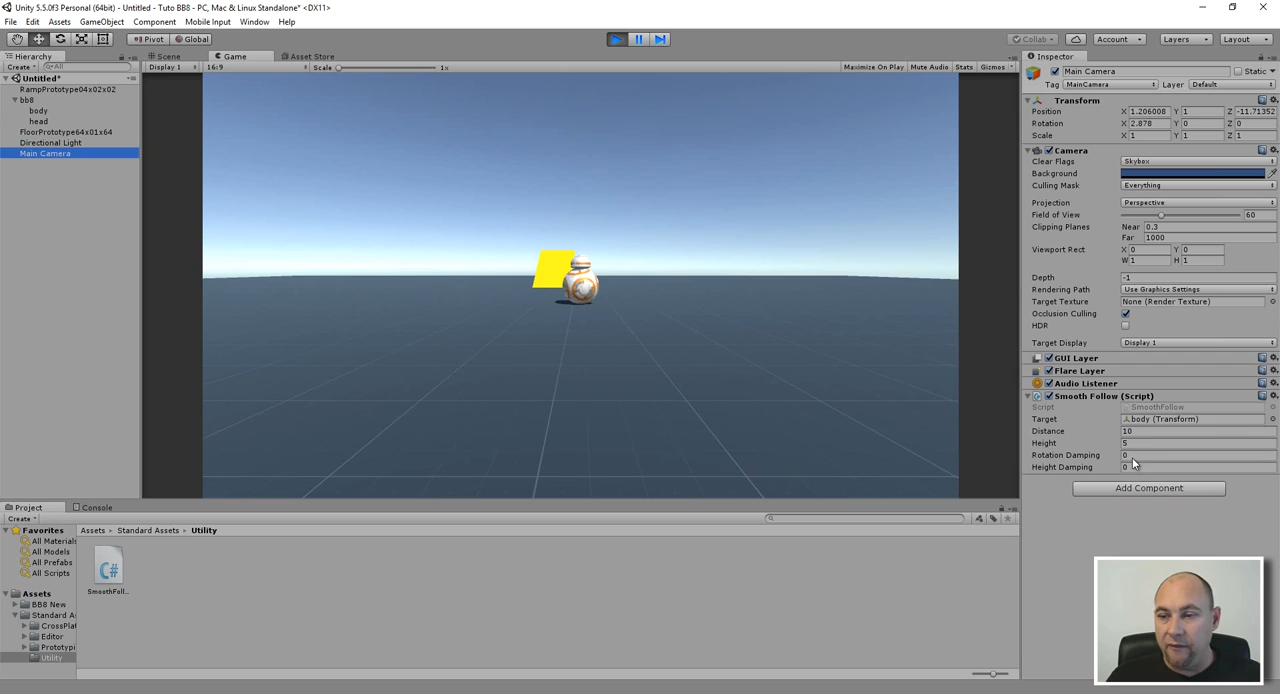 Unity 5.5.0f3 Personal (64bit) - Untitled - Tuto BB8 - PC, Mac & Linux Standalone* <DX11>
File Edit Assets GameObject Component Mobile Input Window Help
Pivot Global Collab Account Layers Layout
Hierarchy Scene Game Asset Store Inspector
Create All Display 1 16:9 Scale 1x Maximize On Play Mute Audio Stats Gizmos
Main Camera Static
Untitled*
Tag MainCamera Layer Default
RampPrototype04x02x02
bb8
body
head
FloorPrototype64x01x64
Directional Light
Main Camera
Transform
Position X 1.206008 Y 1 Z -11.71352
Rotation X 2.878 Y 0 Z 0
Scale X 1 Y 1 Z 1
Camera
Clear Flags Skybox
Background
Culling Mask Everything
Projection Perspective
Field of View 60
Clipping Planes Near 0.3
Far 1000
Viewport Rect X 0 Y 0
W 1 H 1
Depth -1
Rendering Path Use Graphics Settings
Target Texture None (Render Texture)
Occlusion Culling
HDR
Target Display Display 1
GUI Layer
Flare Layer
Audio Listener
Smooth Follow (Script)
Script SmoothFollow
Target body (Transform)
Distance 10
Height 5
Rotation Damping 0
Height Damping 0
Add Component
Project Console
Create
Favorites
All Materials
All Models
All Prefabs
All Scripts
Assets
BB8 New
Standard As
CrossPlat
Editor
Prototypi
Utility
Assets Standard Assets Utility
C#
SmoothFoll...